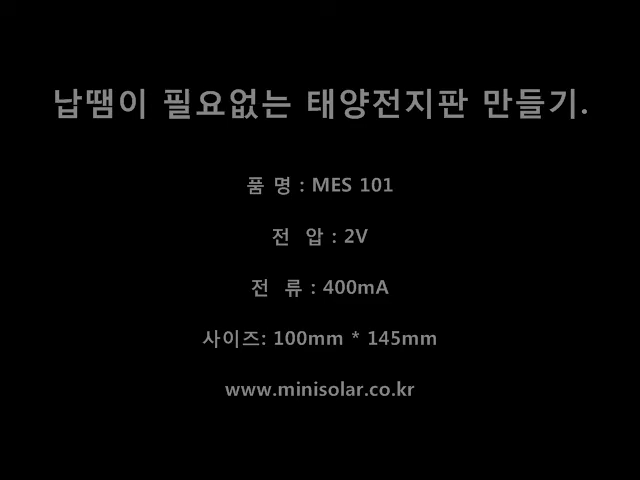 납땜이 필요없는 태양전지판 만들기.
품 명 : MES 101
전 압 : 2V
전 류 : 400mA
사이즈: 100mm * 145mm
www.minisolar.co.kr